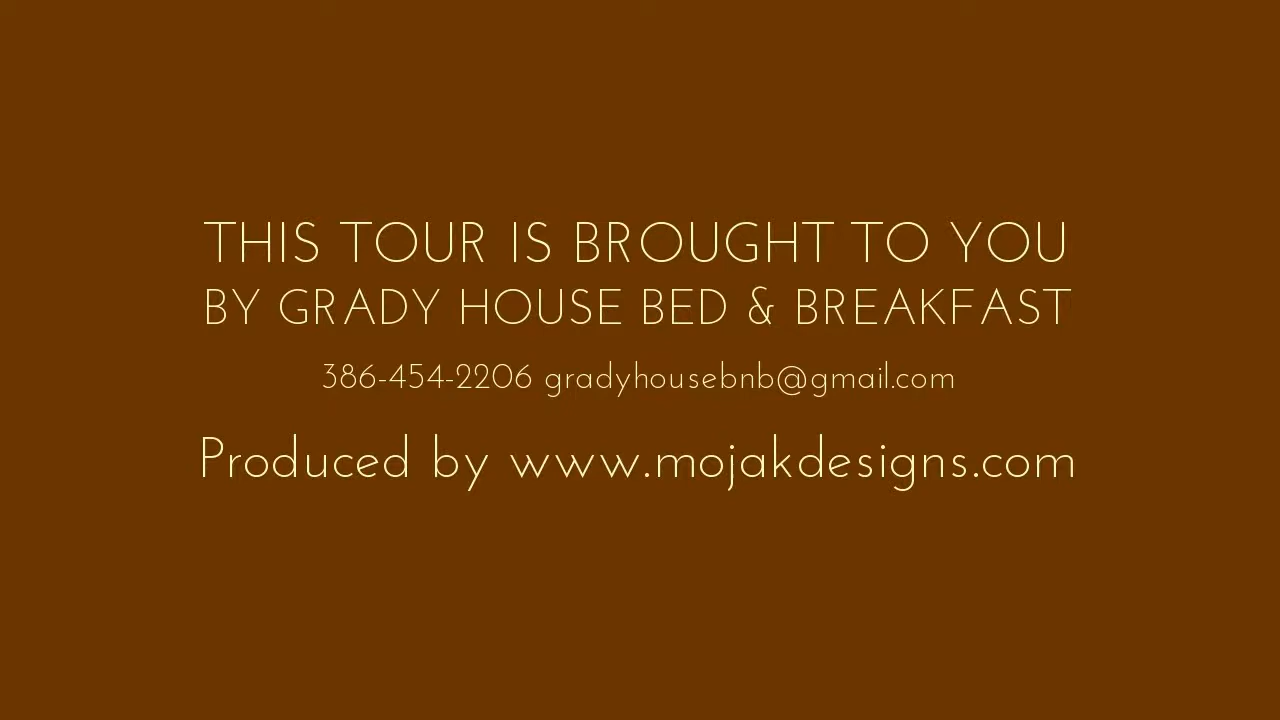 THIS TOUR IS BROUGHT TO YOU
BY GRADY HOUSE BED & BREAKFAST
386-454-2206 gradyhousebnb@gmail.com
Produced by www.mojakdesigns.com